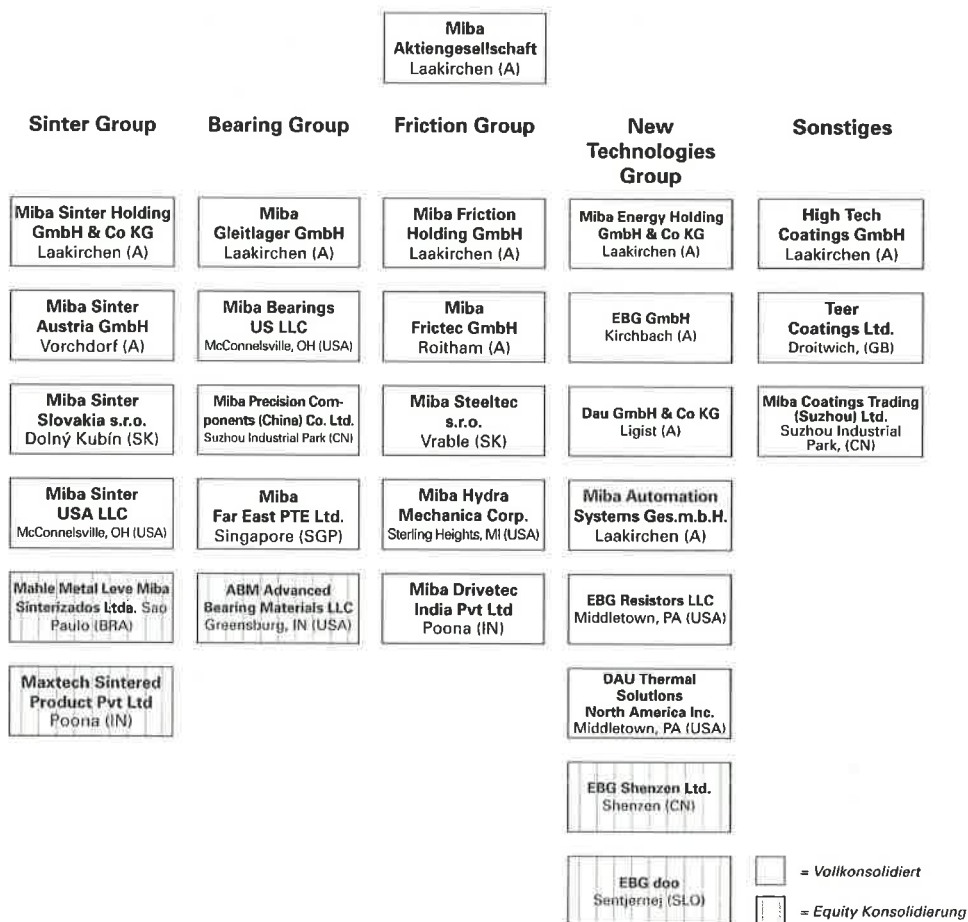 Miba
Aktiengesellschaft
Laakirchen (A)
Sinter Group
Bearing Group
Friction Group
New
Technologies
Group
Sonstiges
Miba Sinter Holding
GmbH & Co KG
Laakirchen (A)
Miba
Gleitlager GmbH
Laakirchen (A)
Miba Friction
Holding GmbH
Laakirchen (A)
Miba Energy Holding
GmbH & Co KG
Laakirchen (A)
High Tech
Coatings GmbH
Laakirchen (A)
Miba Sinter
Austria GmbH
Vorchdorf (A)
Miba Bearings
US LLC
McConnelsville, OH (USA)
Miba
Frictec GmbH
Roitham (A)
EBG GmbH
Kirchbach (A)
Teer
Coatings Ltd.
Droitwich, (GB)
Miba Sinter
Slovakia s.r.o.
Dolný Kubín (SK)
Miba Precision Com-
ponents (China) Co. Ltd.
Suzhou Industrial Park (CN)
Miba Steeltec
s.r.o.
Vrable (SK)
Dau GmbH & Co KG
Ligist (A)
Miba Coatings Trading
(Suzhou) Ltd.
Suzhou Industrial
Park, (CN)
Miba Sinter
USA LLC
McConnelsville, OH (USA)
Miba
Far East PTE Ltd.
Singapore (SGP)
Miba Hydra
Mechanica Corp.
Sterling Heights, MI (USA)
Miba Automation
Systems Ges.m.b.H.
Laakirchen (A)
Mahle Metal Leve Miba
Sinterizados Ltda. Sao
Paulo (BRA)
ABM Advanced
Bearing Materials LLC
Greensburg, IN (USA)
Miba Drivetec
India Pvt Ltd
Poona (IN)
EBG Resistors LLC
Middletown, PA (USA)
Maxtech Sintered
Product Pvt Ltd
Poona (IN)
DAU Thermal
Solutions
North America Inc.
Middletown, PA (USA)
EBG Shenzen Ltd.
Shenzen (CN)
EBG doo
Sentjernej (SLO)
= Vollkonsolidiert
= Equity Konsolidierung